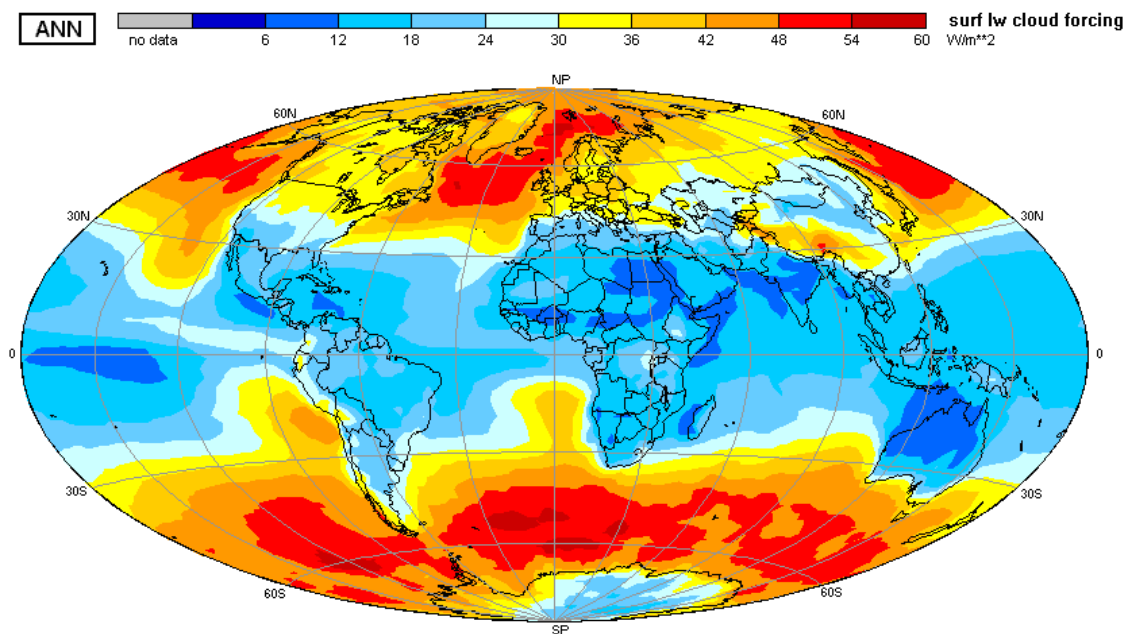 ANN
surf lw cloud forcing
no data 6 12 18 24 30 36 42 48 54 60 W/m**2
NP
60N 60N
30N 30N
0 0
30S 30S
60S 60S
SP